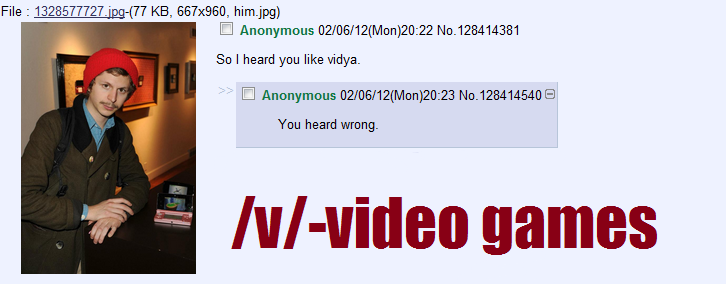 File : 1328577727.jpg-(77 KB, 667x960, him.jpg)
Anonymous 02/06/12(Mon)20:22 No.128414381
So I heard you like vidya.
>> Anonymous 02/06/12(Mon)20:23 No.128414540
You heard wrong.
/v/-video games